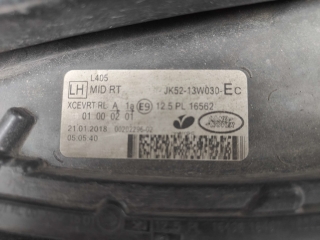 L405
LH MID RT JK52-13W030-EC
XCEVRT RL A 1a E9 12.5 PL 16562
01 00 02 01
21.01.2018
05:05:40